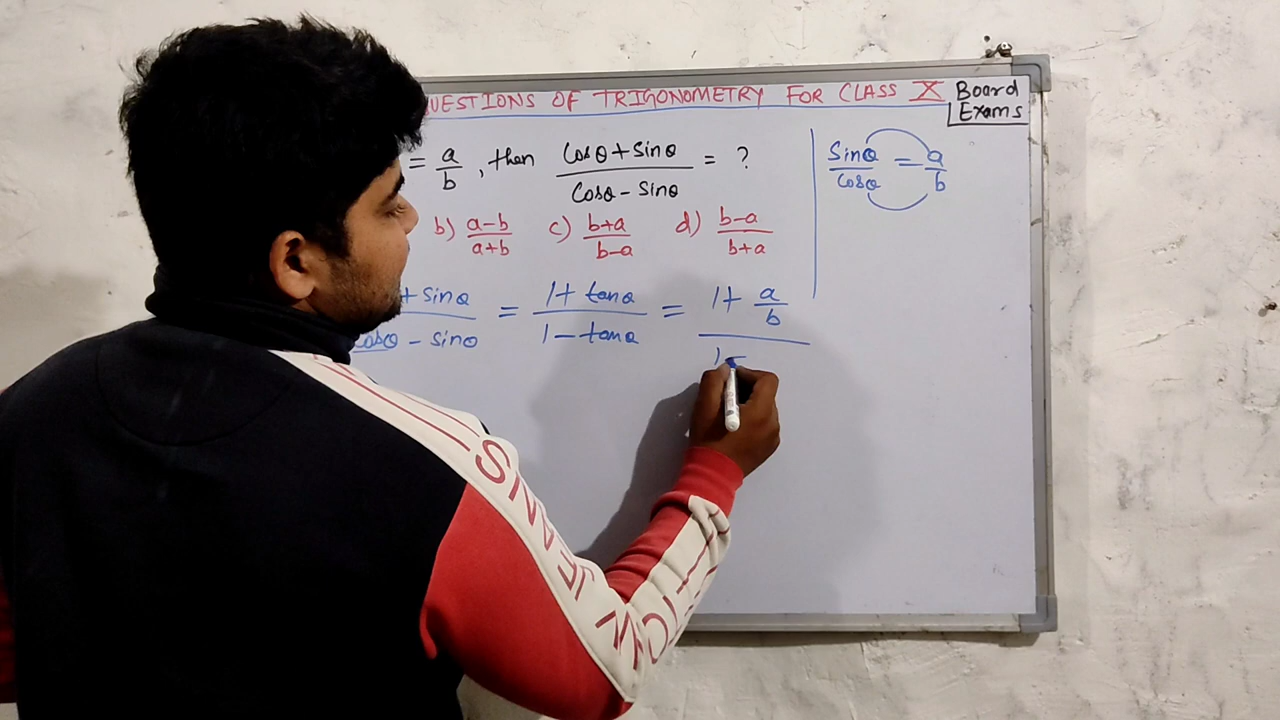 UESTIONS OF TRIGONOMETRY FOR CLASS X Board Exams
= a/b, then (Cosθ + Sinθ)/(Cosθ - Sinθ) = ?
b) (a-b)/(a+b) c) (b+a)/(b-a) d) (b-a)/(b+a)
+ Sinθ/cosθ - sinθ = (1 + tanθ)/(1 - tanθ) = (1 + a/b)/(1 -
Sinθ/Cosθ = a/b